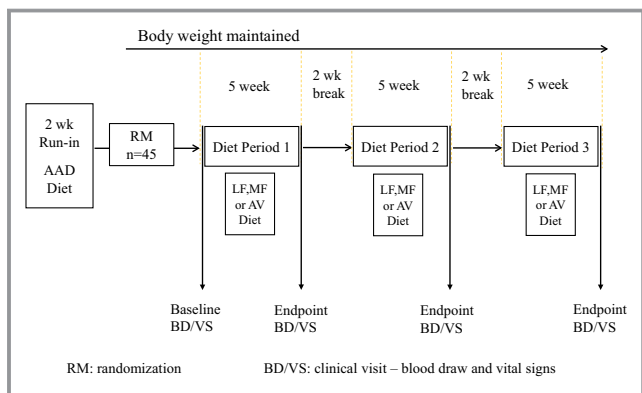 Body weight maintained
5 week
2 wk
break
5 week
2 wk
break
5 week
2 wk
Run-in
AAD
Diet
RM
n=45
Diet Period 1
Diet Period 2
Diet Period 3
LF,MF
or AV
Diet
LF,MF
or AV
Diet
LF,MF
or AV
Diet
Baseline
BD/VS
Endpoint
BD/VS
Endpoint
BD/VS
Endpoint
BD/VS
RM: randomization
BD/VS: clinical visit – blood draw and vital signs